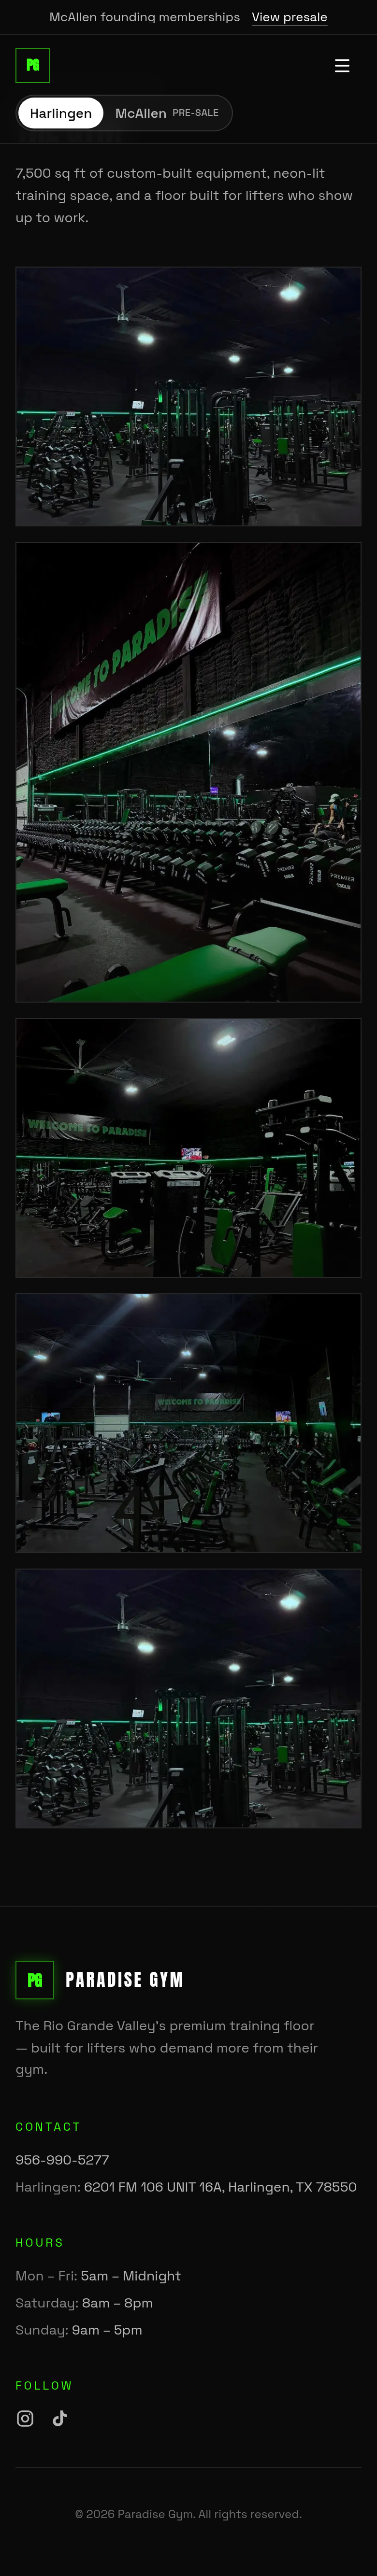 McAllen founding memberships View presale
PG
Harlingen McAllen PRE-SALE
7,500 sq ft of custom-built equipment, neon-lit
training space, and a floor built for lifters who show
up to work.
WELCOME TO PARADISE
PREMIER
PREMIER
WELCOME TO PARADISE
WELCOME TO PARADISE
PG PARADISE GYM
The Rio Grande Valley's premium training floor
— built for lifters who demand more from their
gym.
CONTACT
956-990-5277
Harlingen: 6201 FM 106 UNIT 16A, Harlingen, TX 78550
HOURS
Mon – Fri: 5am – Midnight
Saturday: 8am – 8pm
Sunday: 9am – 5pm
FOLLOW
© 2026 Paradise Gym. All rights reserved.